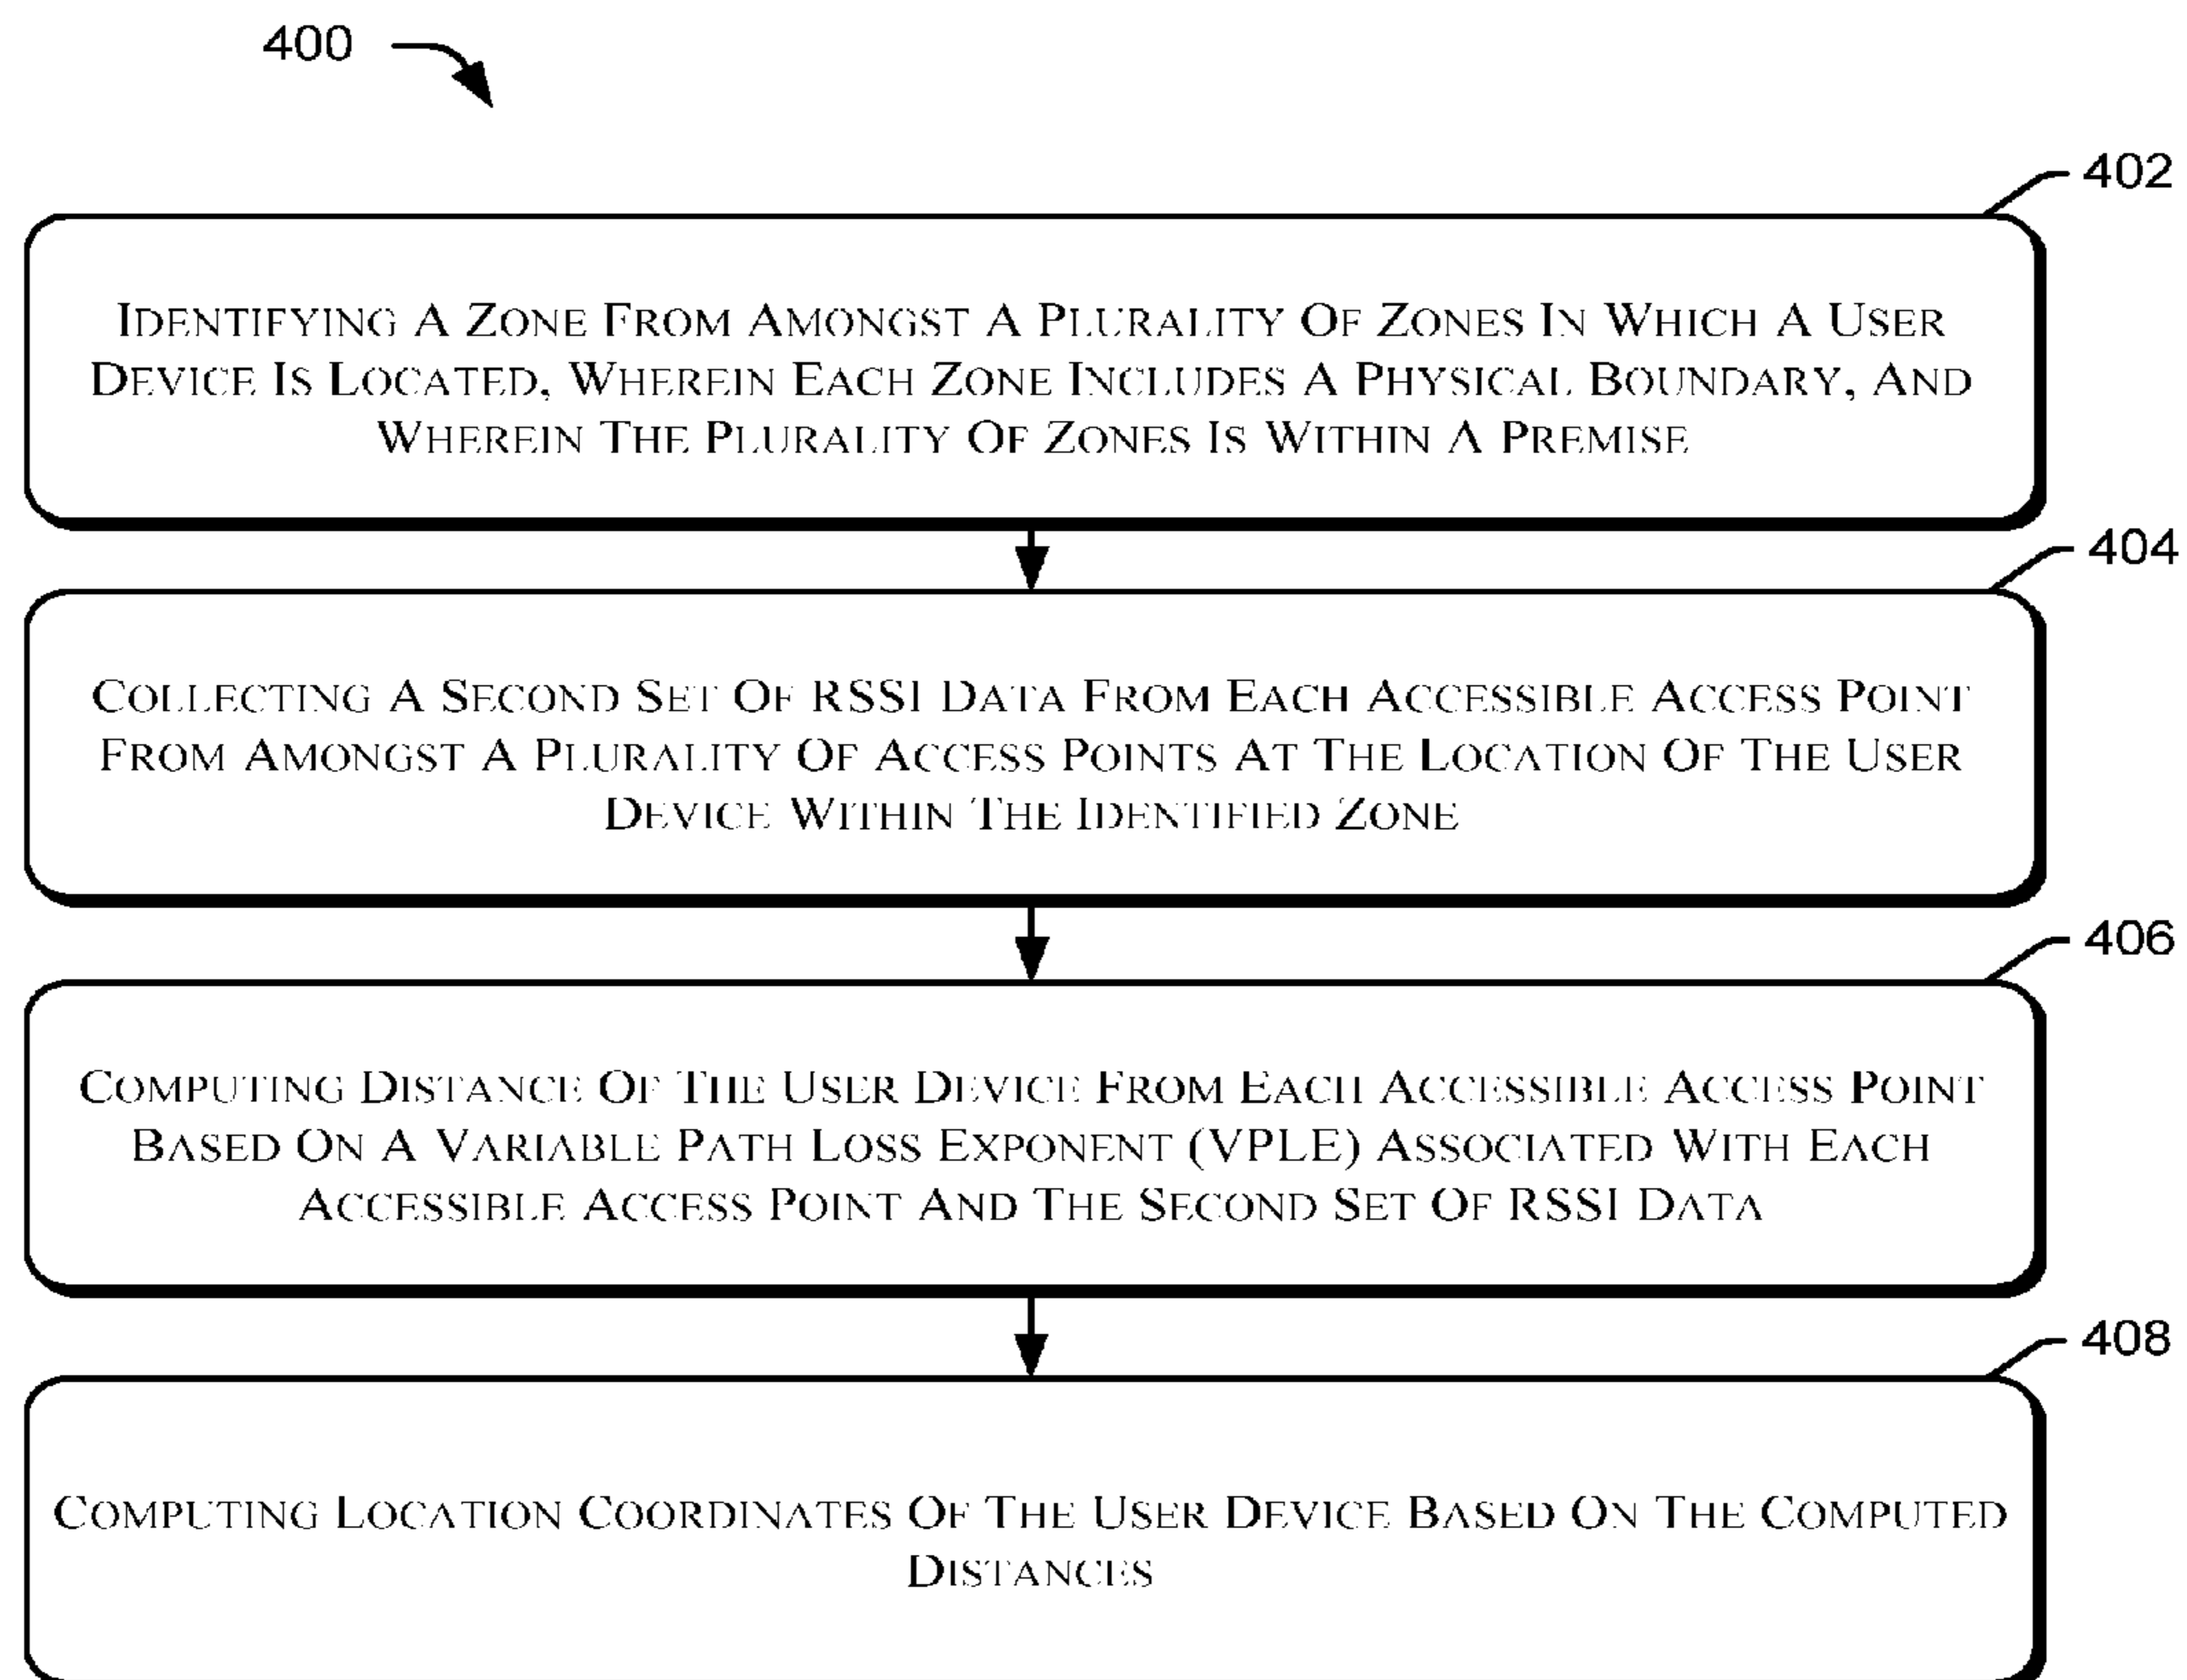 400
402
IDENTIFYING A ZONE FROM AMONGST A PLURALITY OF ZONES IN WHICH A USER
DEVICE IS LOCATED, WHEREIN EACH ZONE INCLUDES A PHYSICAL BOUNDARY, AND
WHEREIN THE PLURALITY OF ZONES IS WITHIN A PREMISE
404
COLLECTING A SECOND SET OF RSSI DATA FROM EACH ACCESSIBLE ACCESS POINT
FROM AMONGST A PLURALITY OF ACCESS POINTS AT THE LOCATION OF THE USER
DEVICE WITHIN THE IDENTIFIED ZONE
406
COMPUTING DISTANCE OF THE USER DEVICE FROM EACH ACCESSIBLE ACCESS POINT
BASED ON A VARIABLE PATH LOSS EXPONENT (VPLE) ASSOCIATED WITH EACH
ACCESSIBLE ACCESS POINT AND THE SECOND SET OF RSSI DATA
408
COMPUTING LOCATION COORDINATES OF THE USER DEVICE BASED ON THE COMPUTED
DISTANCES